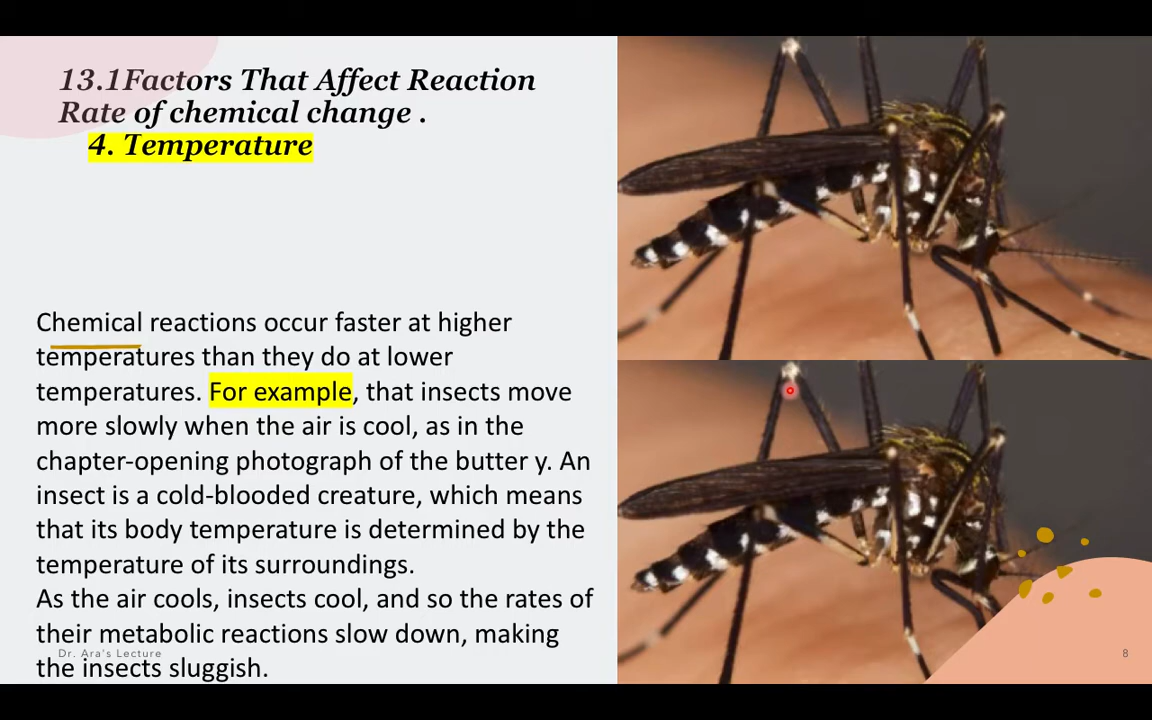 13.1Factors That Affect Reaction
Rate of chemical change .
4. Temperature
Chemical reactions occur faster at higher
temperatures than they do at lower
temperatures. For example, that insects move
more slowly when the air is cool, as in the
chapter-opening photograph of the butter y. An
insect is a cold-blooded creature, which means
that its body temperature is determined by the
temperature of its surroundings.
As the air cools, insects cool, and so the rates of
their metabolic reactions slow down, making
the insects sluggish.
Dr. Ara's Lecture
8